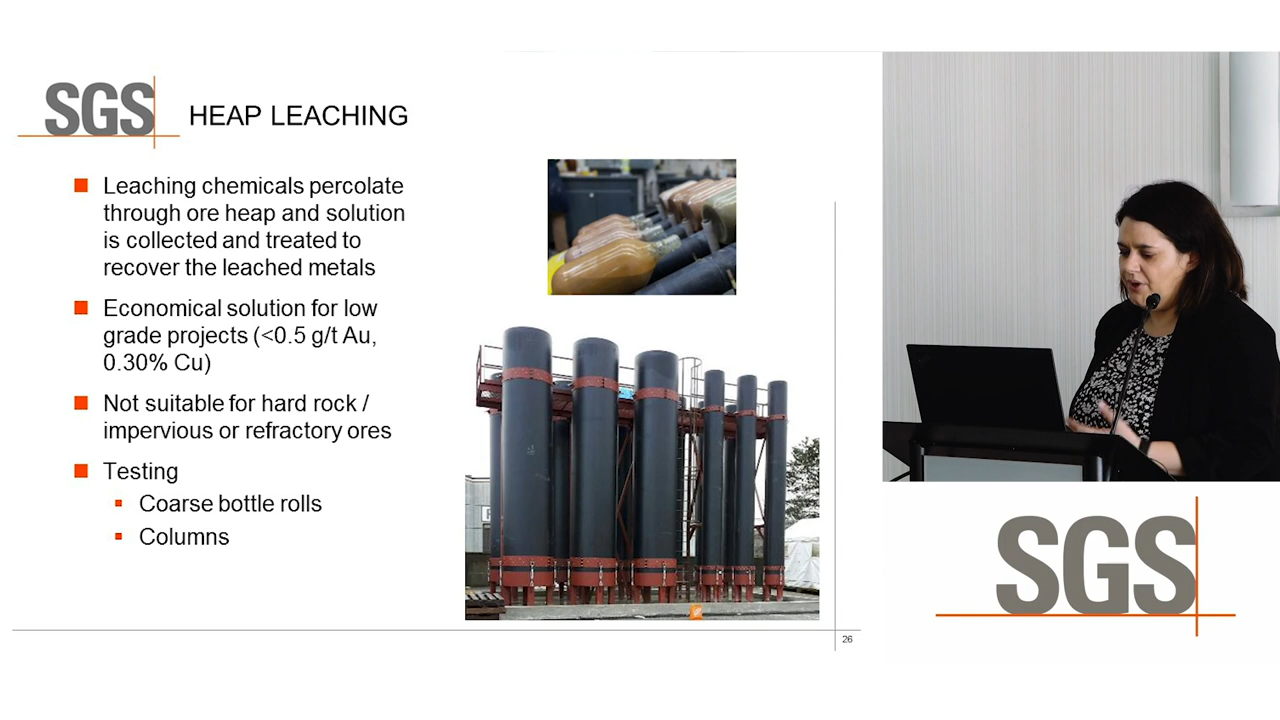 SGS
HEAP LEACHING
Leaching chemicals percolate
through ore heap and solution
is collected and treated to
recover the leached metals
Economical solution for low
grade projects (<0.5 g/t Au,
0.30% Cu)
Not suitable for hard rock /
impervious or refractory ores
Testing
Coarse bottle rolls
Columns
26
SGS